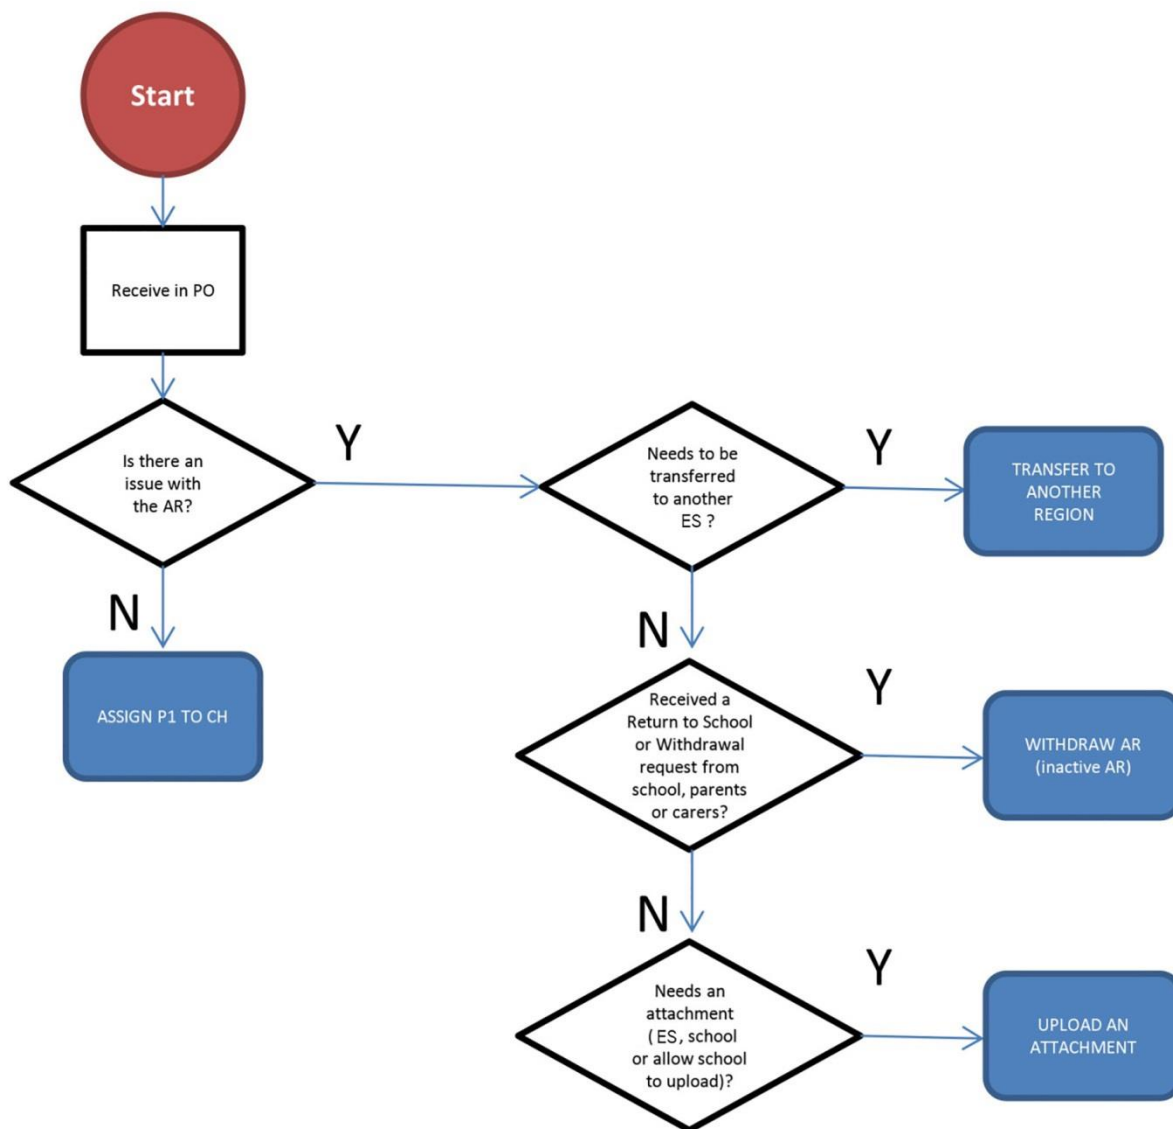 Start
Receive in PO
Is there an
issue with
the AR?
Y
Needs to be
transferred
to another
ES ?
Y
TRANSFER TO
ANOTHER
REGION
N
ASSIGN P1 TO CH
N
Received a
Return to School
or Withdrawal
request from
school, parents
or carers?
Y
WITHDRAW AR
(inactive AR)
N
Needs an
attachment
( ES, school
or allow school
to upload)?
Y
UPLOAD AN
ATTACHMENT